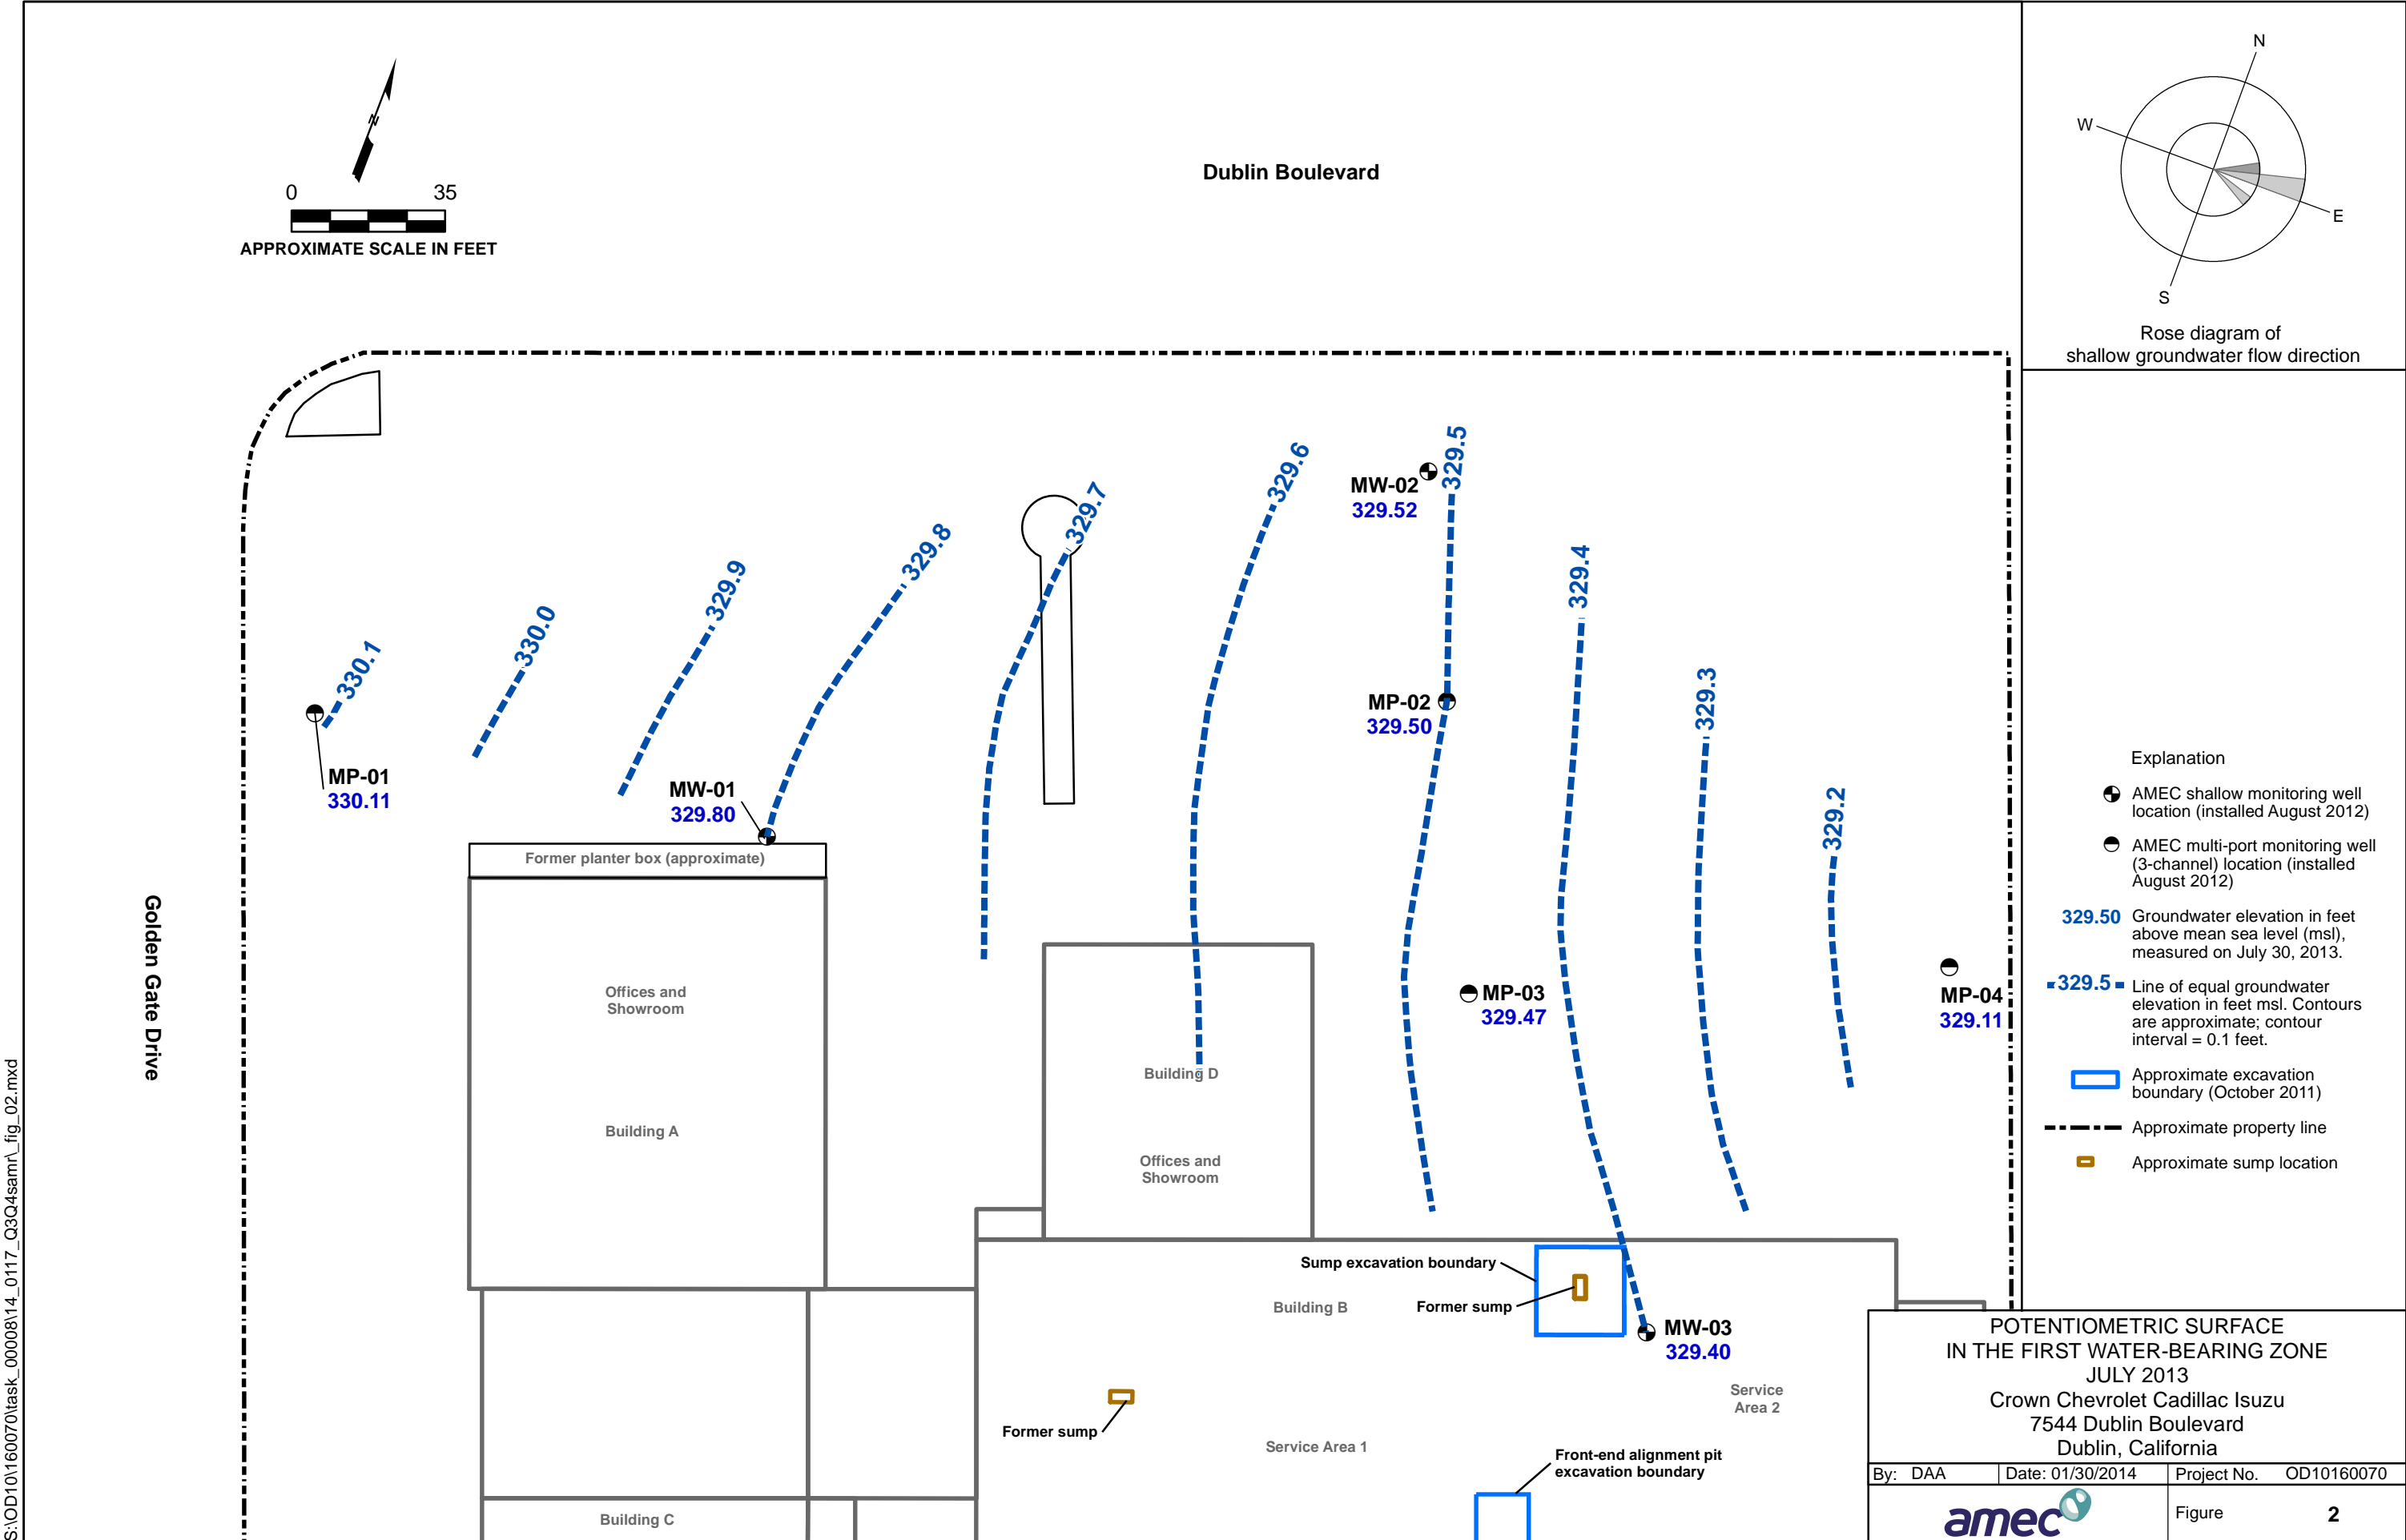 N
0 35
APPROXIMATE SCALE IN FEET
Dublin Boulevard
N
W
E
S
Rose diagram of
shallow groundwater flow direction
330.1
330.0
329.9
329.8
329.7
329.6
329.5
329.4
329.3
329.2
MW-02
329.52
MP-02
329.50
MP-01
330.11
MW-01
329.80
MP-03
329.47
MP-04
329.11
MW-03
329.40
Former planter box (approximate)
Offices and
Showroom
Building A
Building D
Offices and
Showroom
Golden Gate Drive
Sump excavation boundary
Building B
Former sump
Former sump
Service
Area 2
Service Area 1
Front-end alignment pit
excavation boundary
Building C
Explanation
AMEC shallow monitoring well
location (installed August 2012)
AMEC multi-port monitoring well
(3-channel) location (installed
August 2012)
329.50 Groundwater elevation in feet
above mean sea level (msl),
measured on July 30, 2013.
329.5 Line of equal groundwater
elevation in feet msl. Contours
are approximate; contour
interval = 0.1 feet.
Approximate excavation
boundary (October 2011)
Approximate property line
Approximate sump location
POTENTIOMETRIC SURFACE
IN THE FIRST WATER-BEARING ZONE
JULY 2013
Crown Chevrolet Cadillac Isuzu
7544 Dublin Boulevard
Dublin, California
By: DAA Date: 01/30/2014 Project No. OD10160070
amec Figure 2
S:\OD10\160070\task_00008\14_0117_Q3Q4samr\_fig_02.mxd